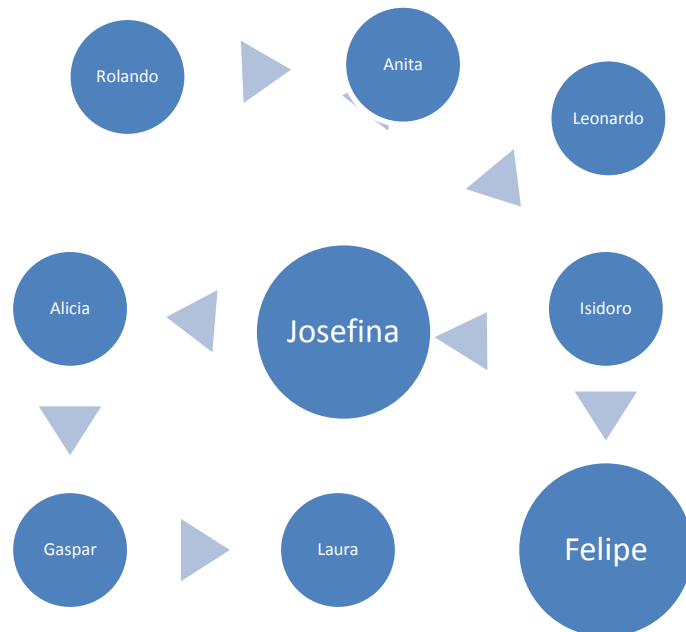 Rolando
Anita
Leonardo
Alicia
Josefina
Isidoro
Gaspar
Laura
Felipe